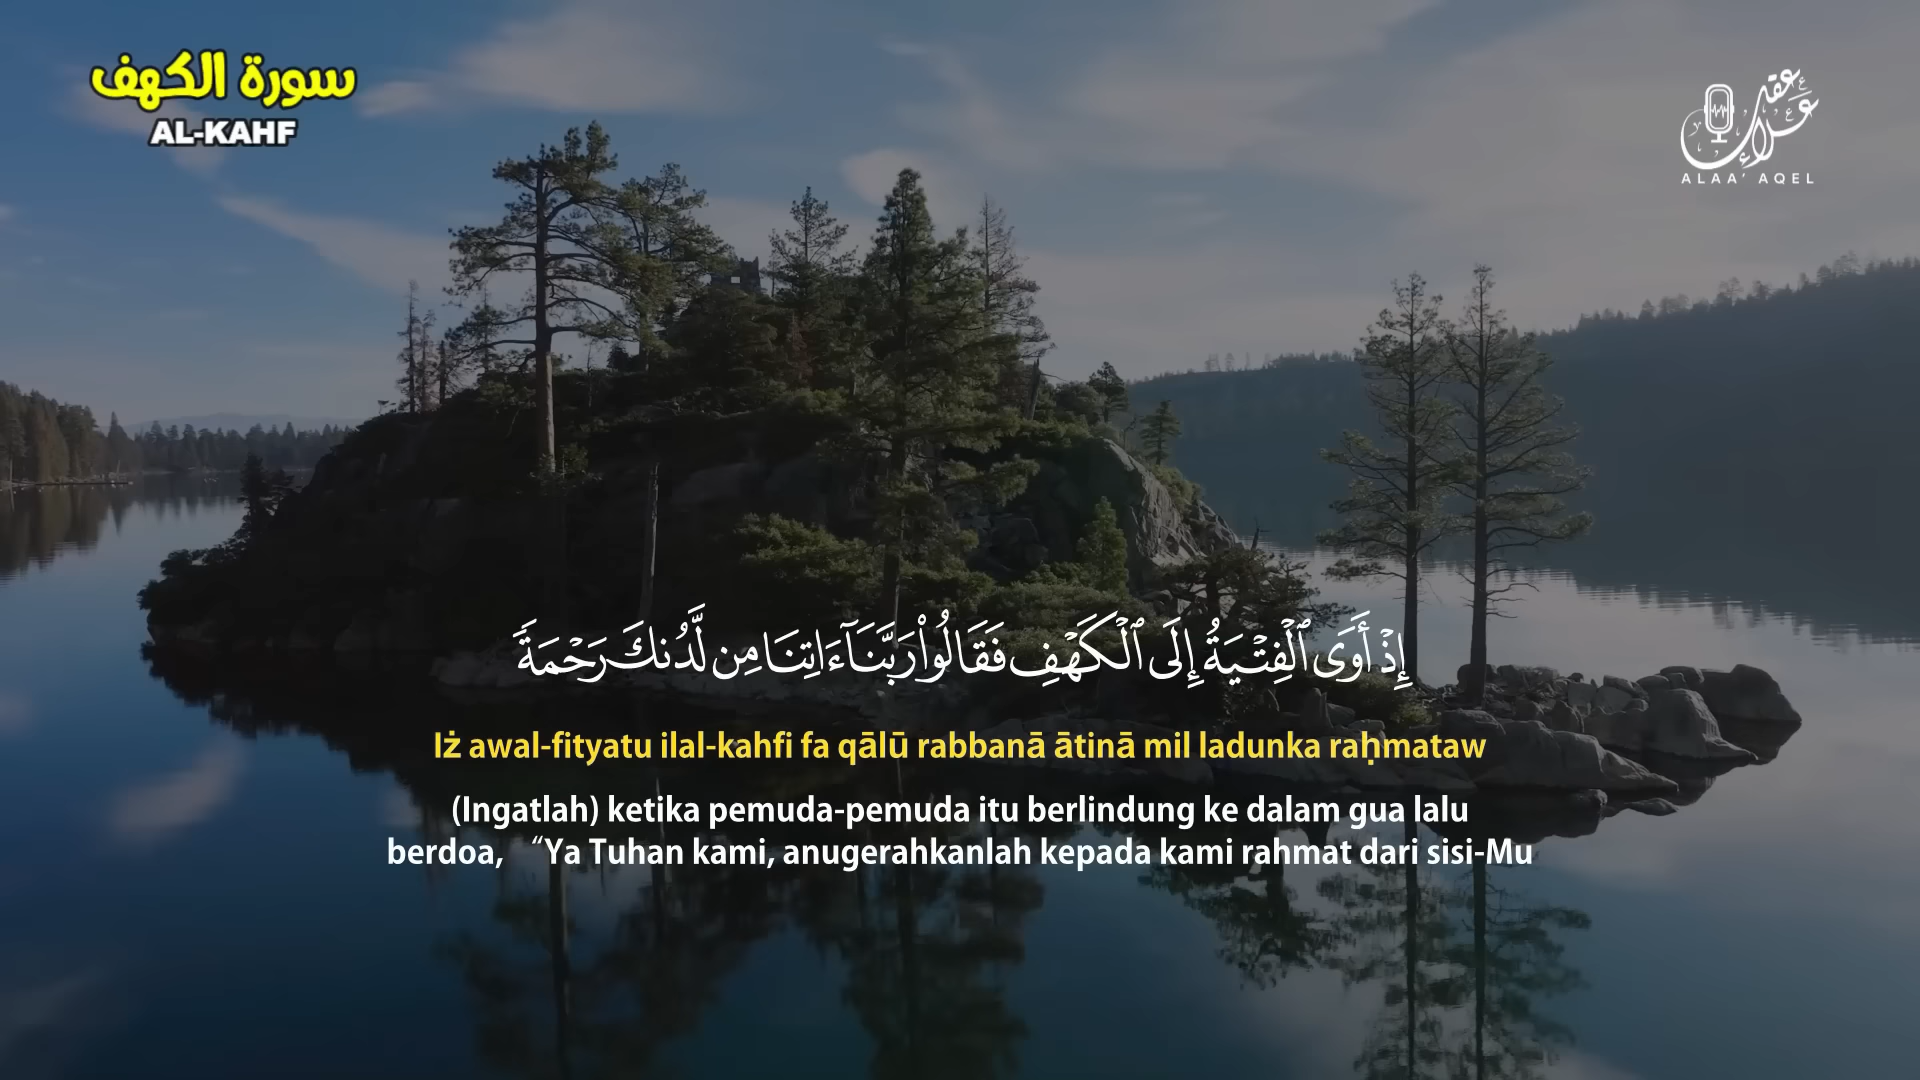 سورة الكهف
AL-KAHF
علاء عقل
ALAA' AQEL
إِذْ أَوَى ٱلْفِتْيَةُ إِلَى ٱلْكَهْفِ فَقَالُوا۟ رَبَّنَآ ءَاتِنَا مِن لَّدُنكَ رَحْمَةً
Iż awal-fityatu ilal-kahfi fa qālū rabbanā ātinā mil ladunka raḥmataw
(Ingatlah) ketika pemuda-pemuda itu berlindung ke dalam gua lalu
berdoa, “Ya Tuhan kami, anugerahkanlah kepada kami rahmat dari sisi-Mu